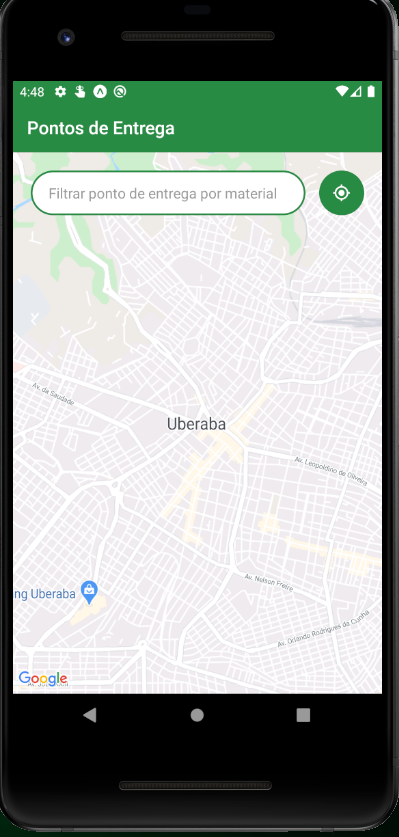 4:48
Pontos de Entrega
Filtrar ponto de entrega por material
Av. da Saudade
Uberaba
Av. Leopoldino de Oliveira
Av. Nelson Freire
ng Uberaba
Av. Orlando Rodrigues da Cunha
Google